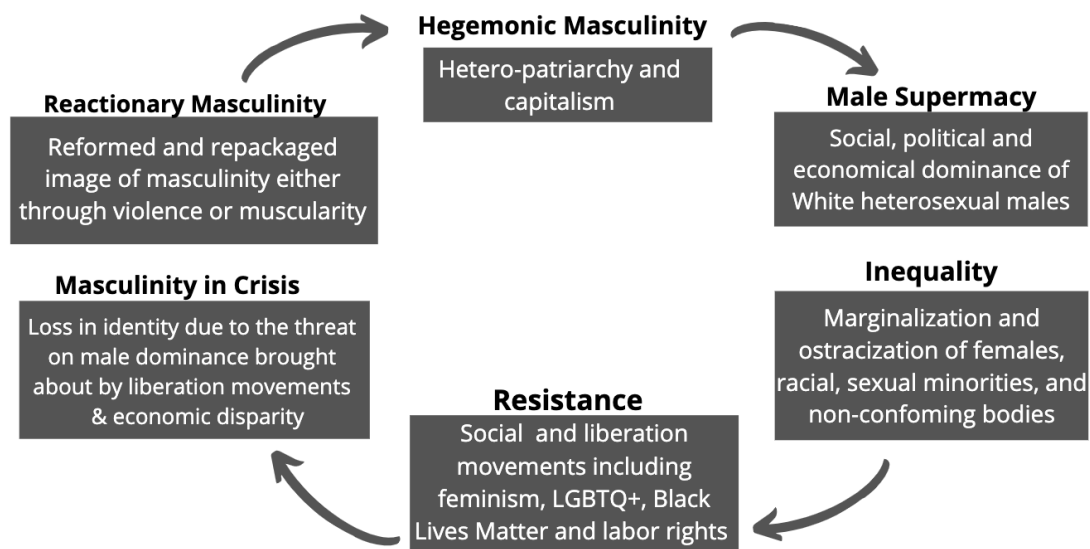 Hegemonic Masculinity
Hetero-patriarchy and
capitalism
Male Supermacy
Social, political and
economical dominance of
White heterosexual males
Inequality
Marginalization and
ostracization of females,
racial, sexual minorities, and
non-confoming bodies
Resistance
Social and liberation
movements including
feminism, LGBTQ+, Black
Lives Matter and labor rights
Masculinity in Crisis
Loss in identity due to the threat
on male dominance brought
about by liberation movements
& economic disparity
Reactionary Masculinity
Reformed and repackaged
image of masculinity either
through violence or muscularity